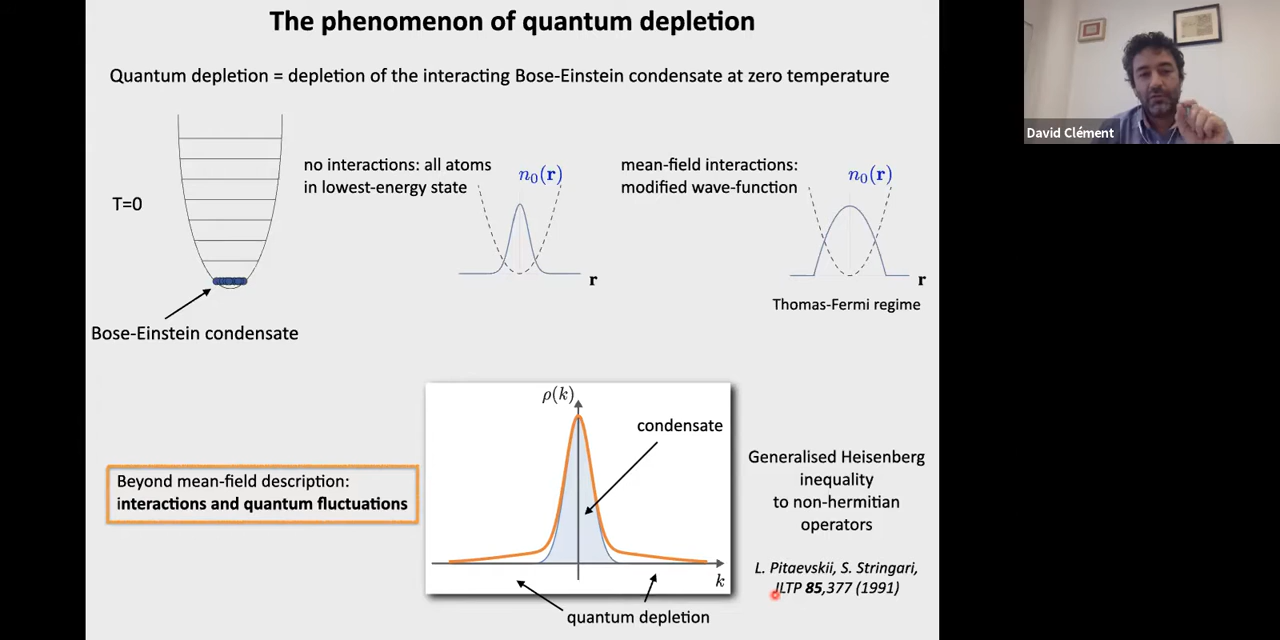 The phenomenon of quantum depletion
Quantum depletion = depletion of the interacting Bose-Einstein condensate at zero temperature
T=0
Bose-Einstein condensate
no interactions: all atoms
in lowest-energy state
n₀(r)
r
mean-field interactions:
modified wave-function
n₀(r)
r
Thomas-Fermi regime
Beyond mean-field description:
interactions and quantum fluctuations
ρ(k)
condensate
k
quantum depletion
Generalised Heisenberg
inequality
to non-hermitian
operators
L. Pitaevskii, S. Stringari,
JLTP 85,377 (1991)
David Clément